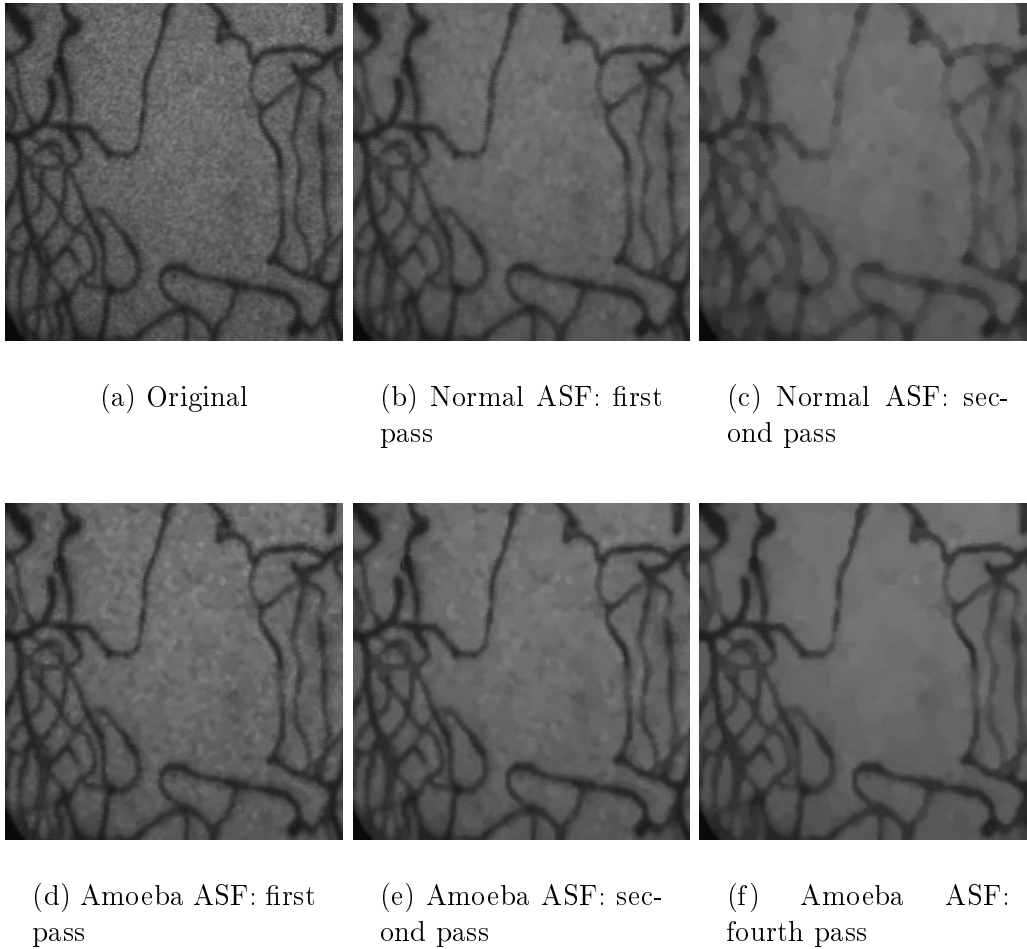 (a) Original
(b) Normal ASF: first
pass
(c) Normal ASF: sec-
ond pass
(d) Amoeba ASF: first
pass
(e) Amoeba ASF: sec-
ond pass
(f) Amoeba ASF:
fourth pass